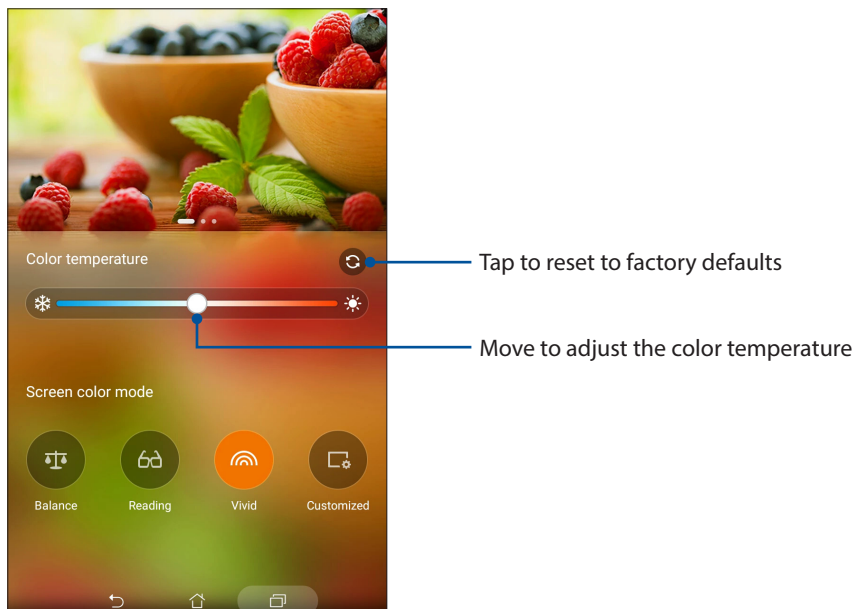 Color temperature
Tap to reset to factory defaults
Move to adjust the color temperature
Screen color mode
Balance Reading Vivid Customized